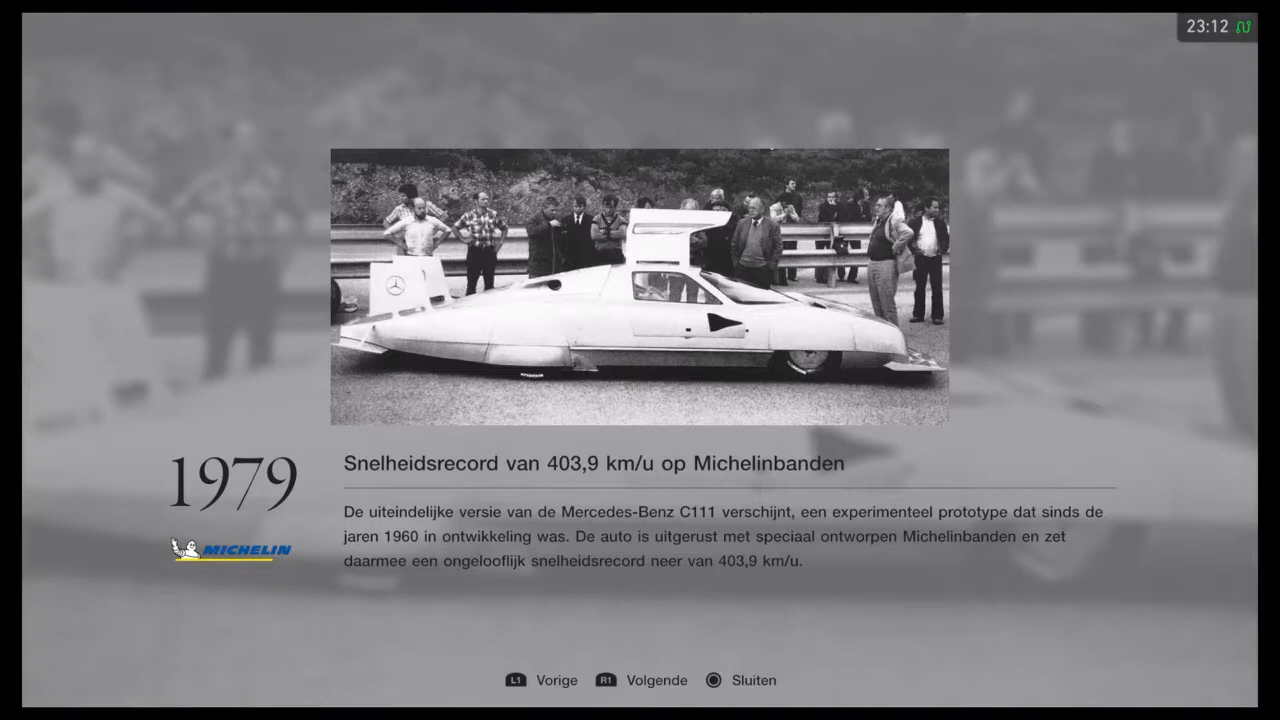 23:12
1979
Snelheidsrecord van 403,9 km/u op Michelinbanden
De uiteindelijke versie van de Mercedes-Benz C111 verschijnt, een experimenteel prototype dat sinds de
jaren 1960 in ontwikkeling was. De auto is uitgerust met speciaal ontworpen Michelinbanden en zet
daarmee een ongelooflijk snelheidsrecord neer van 403,9 km/u.
MICHELIN
L1 Vorige R1 Volgende Sluiten